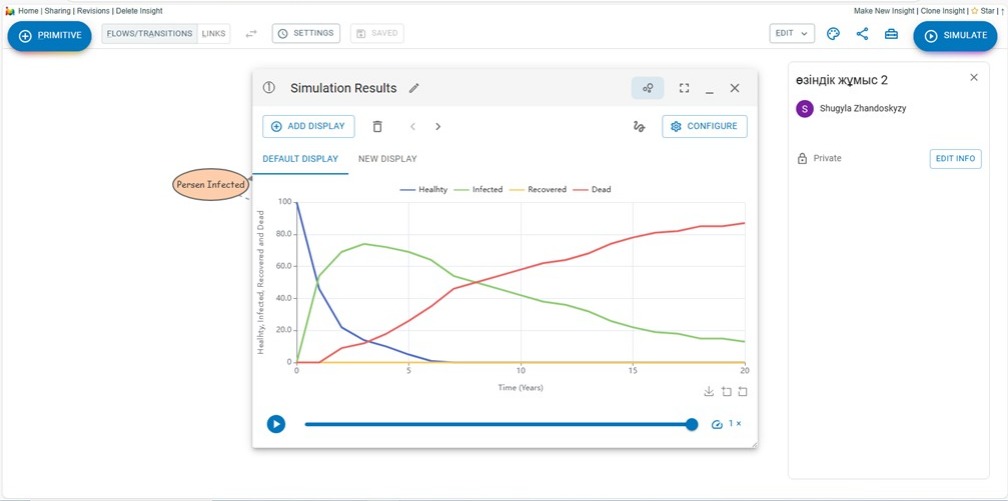 Home | Sharing | Revisions | Delete Insight
Make New Insight | Clone Insight | Star |
PRIMITIVE
FLOWS/TRANSITIONS
LINKS
SETTINGS
SAVED
EDIT
SIMULATE
Simulation Results
ADD DISPLAY
CONFIGURE
DEFAULT DISPLAY
NEW DISPLAY
Persen Infected
Healhty
Infected
Recovered
Dead
Healhty, Infected, Recovered and Dead
100
80.0
60.0
40.0
20.0
0
0
5
10
15
20
Time (Years)
1 ×
өзіндік жұмыс 2
S
Shugyla Zhandoskyzy
Private
EDIT INFO